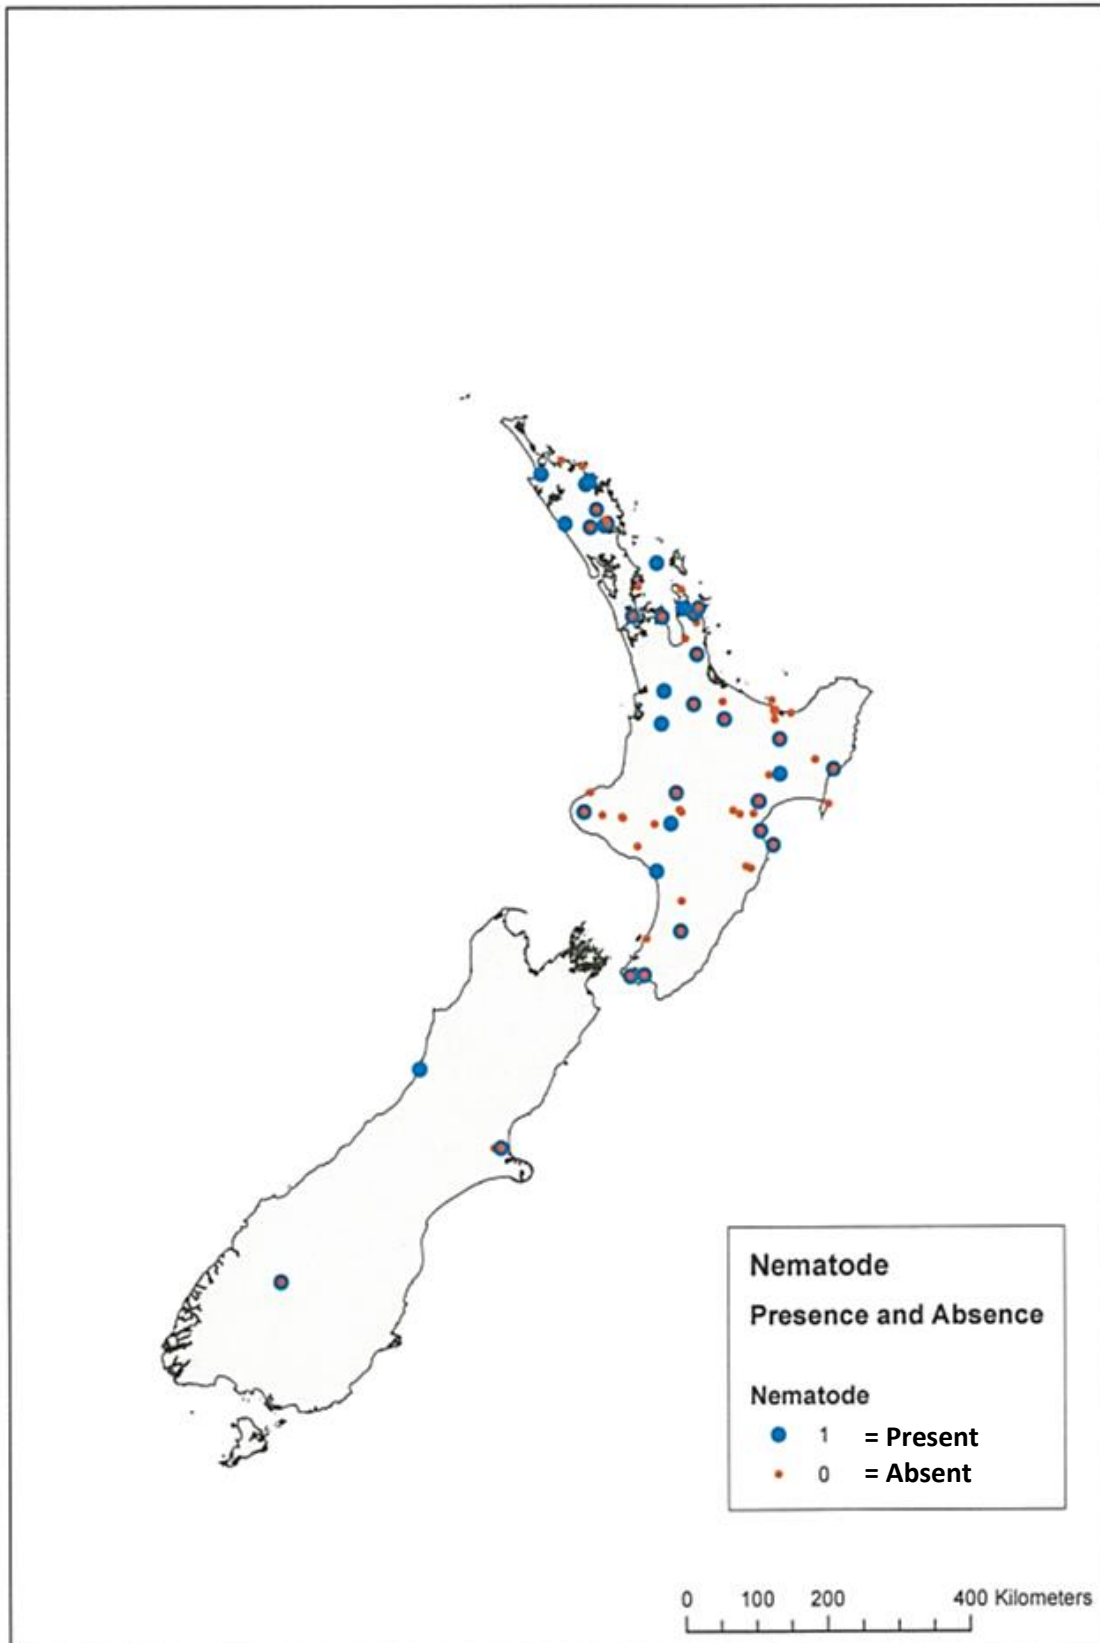 Nematode
Presence and Absence
Nematode
1 = Present
0 = Absent
0 100 200 400 Kilometers